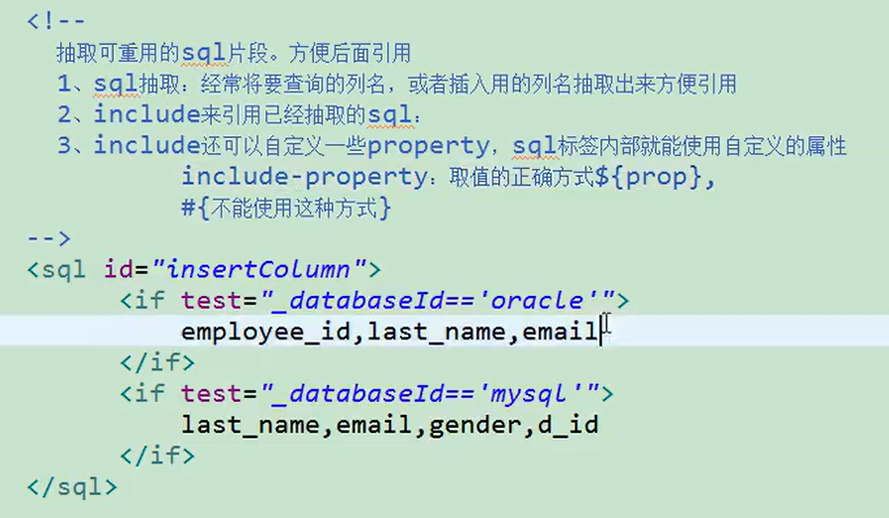 <!--
抽取可重用的sql片段。方便后面引用
1、sql抽取：经常将要查询的列名，或者插入用的列名抽取出来方便引用
2、include来引用已经抽取的sql：
3、include还可以自定义一些property，sql标签内部就能使用自定义的属性
include-property：取值的正确方式${prop},
#{不能使用这种方式}
-->
<sql id="insertColumn">
<if test="_databaseId=='oracle'">
employee_id,last_name,email
</if>
<if test="_databaseId=='mysql'">
last_name,email,gender,d_id
</if>
</sql>